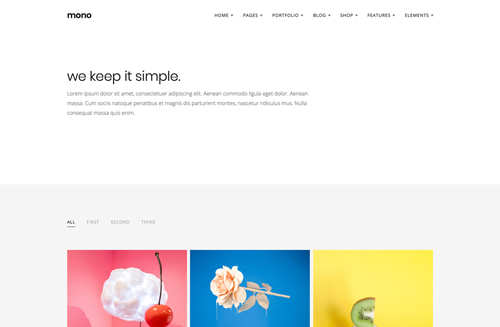 mono
HOME PAGES PORTFOLIO BLOG SHOP FEATURES ELEMENTS
we keep it simple.
Lorem ipsum dolor sit amet, consectetuer adipiscing elit. Aenean commodo ligula eget dolor. Aenean
massa. Cum sociis natoque penatibus et magnis dis parturient montes, nascetur ridiculus mus. Nulla
consequat massa quis enim.
ALL FIRST SSECOND THIRD